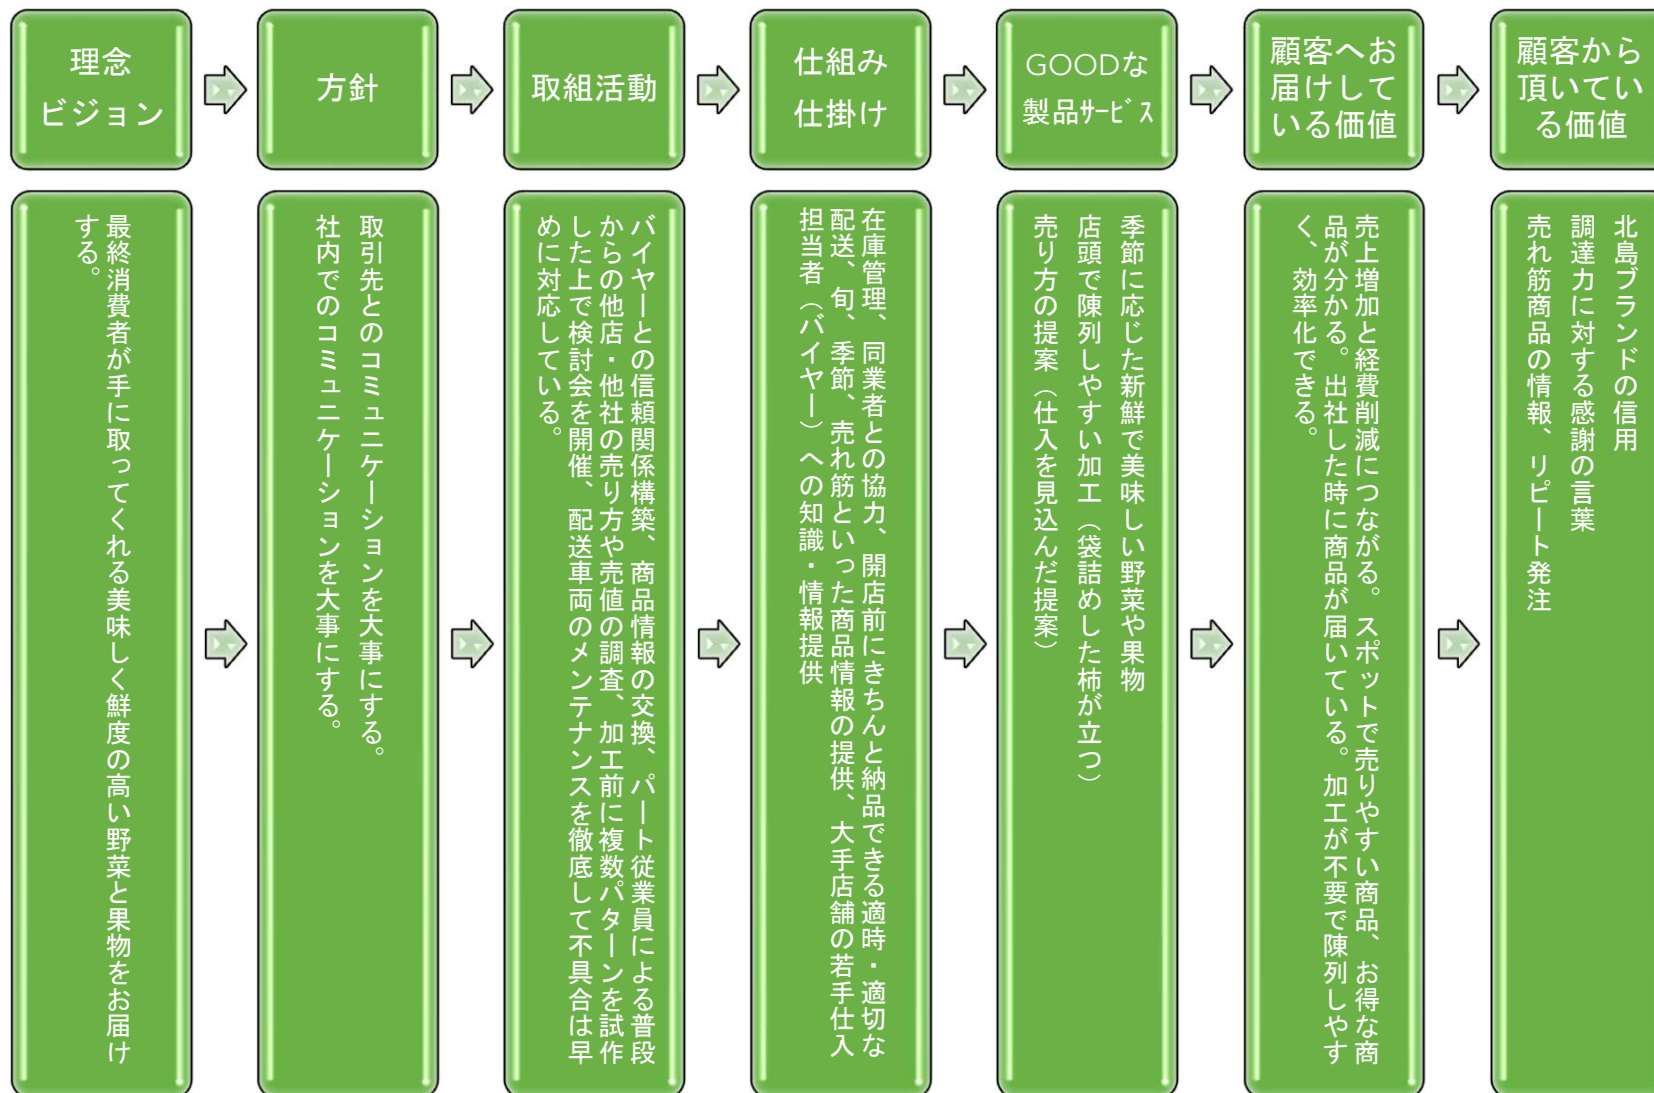 理念
ビジョン
方針
取組活動
仕組み
仕掛け
GOODな
製品サービス
顧客へお
届けして
いる価値
顧客から
頂いてい
る価値
最終消費者が手に取ってくれる美味しく鮮度の高い野菜と果物をお届け
する。
取引先とのコミュニケーションを大事にする。
社内でのコミュニケーションを大事にする。
バイヤーとの信頼関係構築、商品情報の交換、パート従業員による普段
からの他店・他社の売り方や売値の調査、加工前に複数パターンを試作
した上で検討会を開催、配送車両のメンテナンスを徹底して不具合は早
めに対応している。
在庫管理、同業者との協力、開店前にきちんと納品できる適時・適切な
配送、旬、季節、売れ筋といった商品情報の提供、大手店舗の若手仕入
担当者（バイヤー）への知識・情報提供
季節に応じた新鮮で美味しい野菜や果物
店頭で陳列しやすい加工（袋詰めした柿が立つ）
売り方の提案（仕入を見込んだ提案）
売上増加と経費削減につながる。スポットで売りやすい商品、お得な商
品が分かる。出社した時に商品が届いている。加工が不要で陳列しやす
く、効率化できる。
北島ブランドの信用
調達力に対する感謝の言葉
売れ筋商品の情報、リピート発注